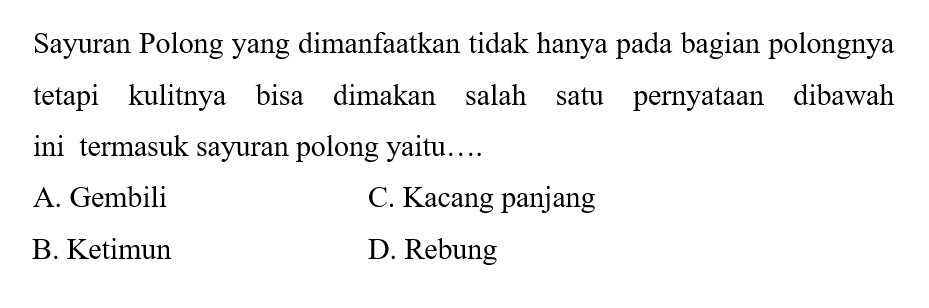 Sayuran Polong yang dimanfaatkan tidak hanya pada bagian polongnya
tetapi kulitnya bisa dimakan salah satu pernyataan dibawah
ini termasuk sayuran polong yaitu….
A. Gembili C. Kacang panjang
B. Ketimun D. Rebung